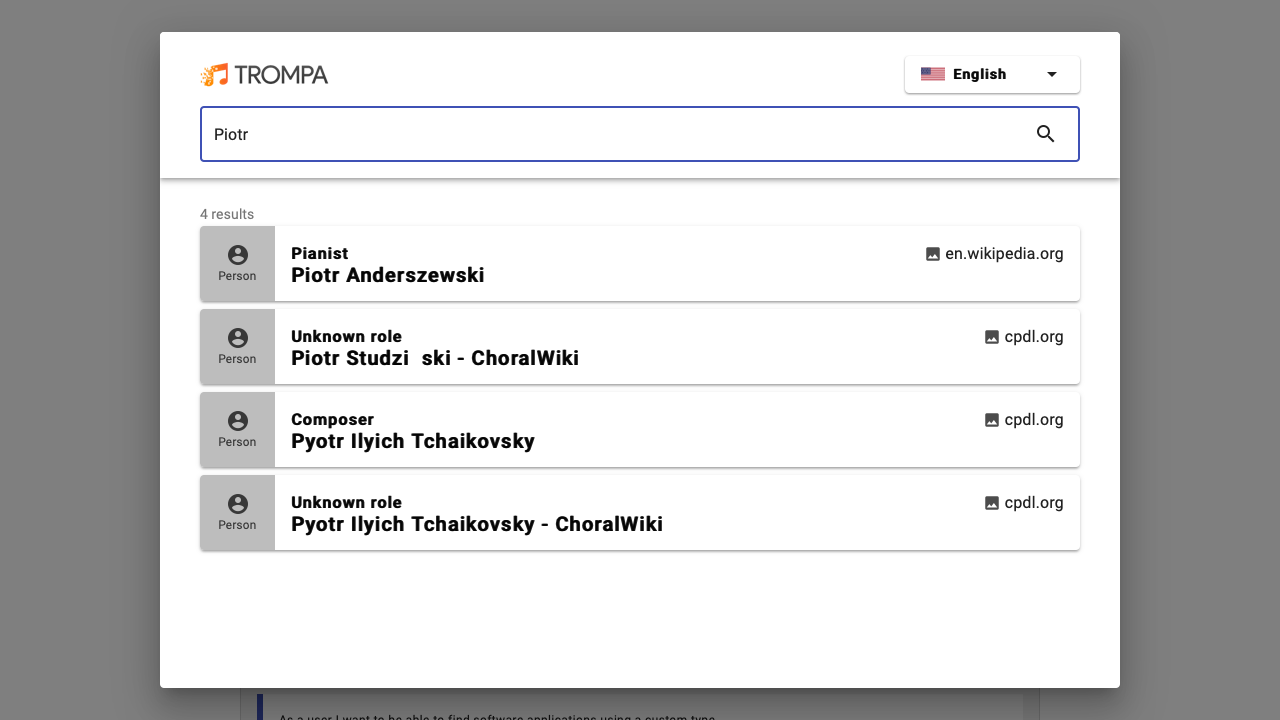 TROMPA
English
Piotr
4 results
Person
Pianist
Piotr Anderszewski
en.wikipedia.org
Person
Unknown role
Piotr Studzi  ski - ChoralWiki
cpdl.org
Person
Composer
Pyotr Ilyich Tchaikovsky
cpdl.org
Person
Unknown role
Pyotr Ilyich Tchaikovsky - ChoralWiki
cpdl.org
As a user I want to be able to find software applications using a custom type